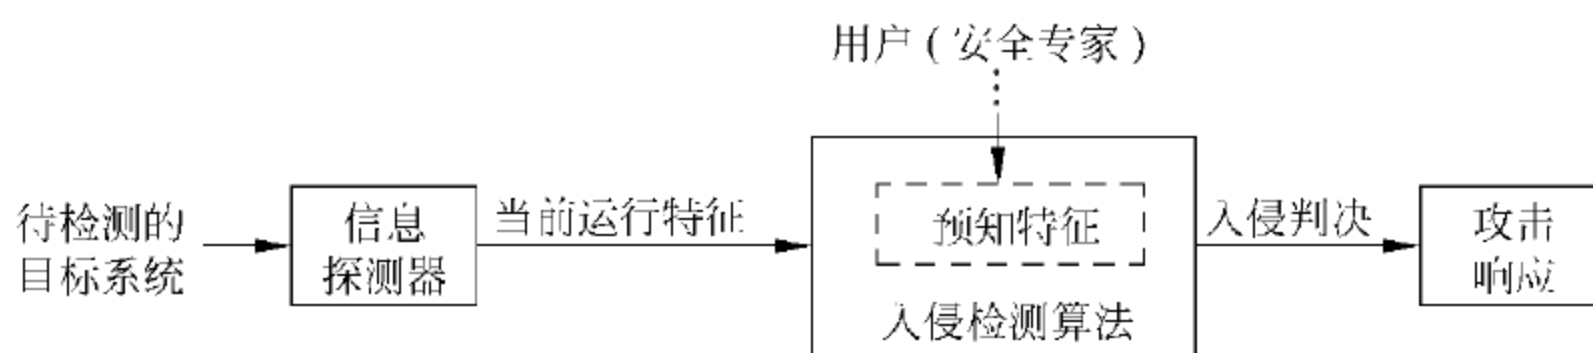 用户（安全专家）
待检测的
目标系统
信息
探测器
当前运行特征
预知特征
入侵检测算法
入侵判决
攻击
响应